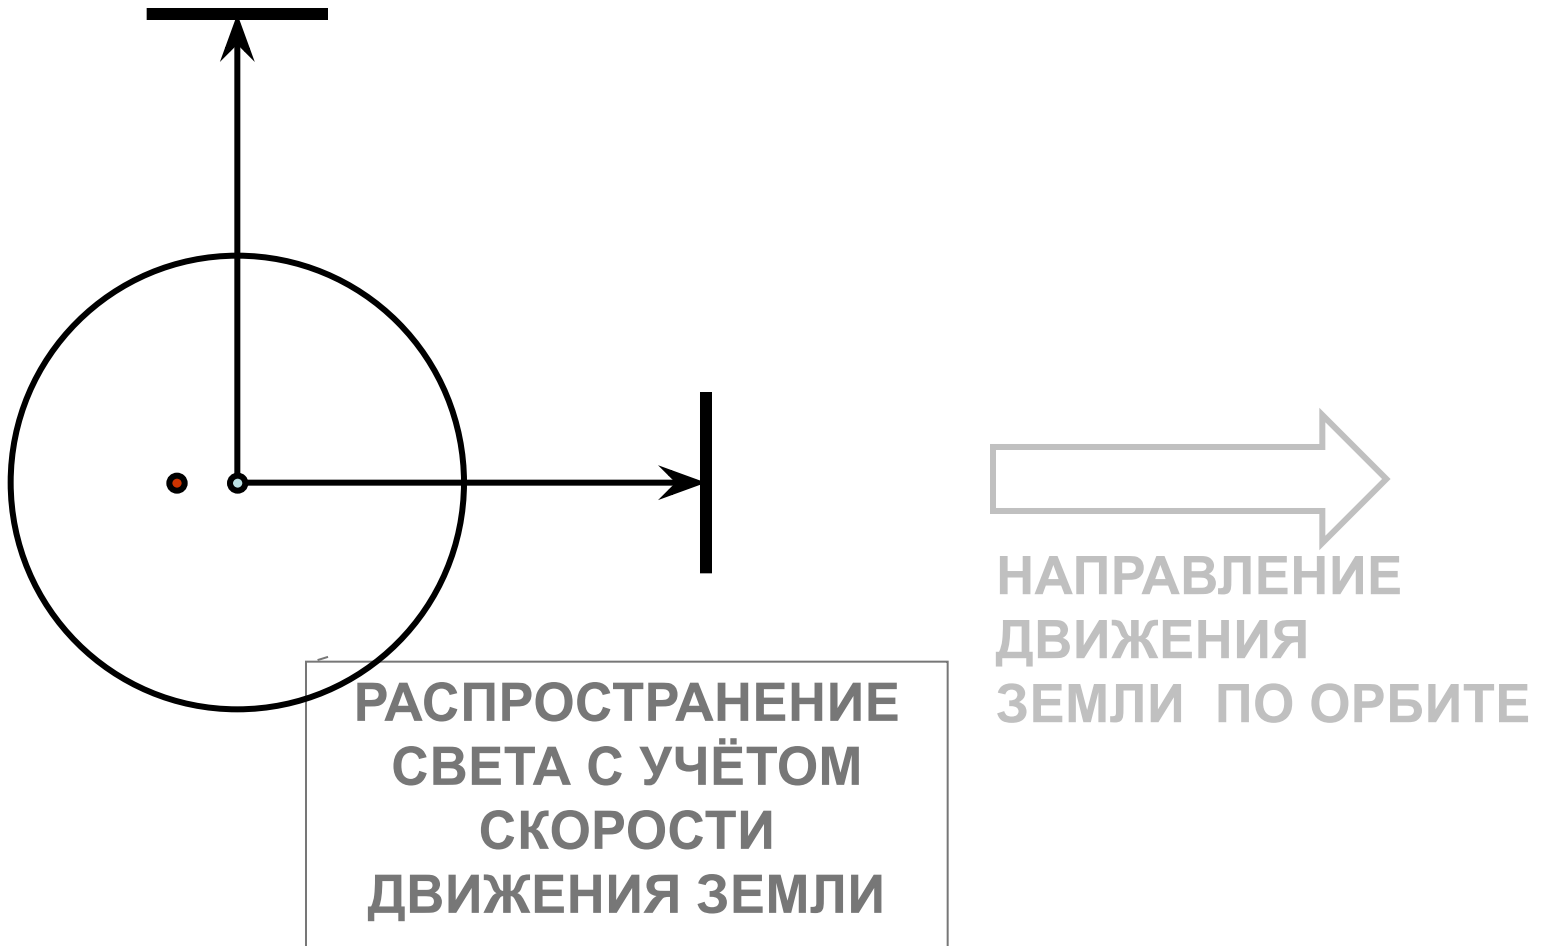 НАПРАВЛЕНИЕ
ДВИЖЕНИЯ
ЗЕМЛИ ПО ОРБИТЕ
РАСПРОСТРАНЕНИЕ
СВЕТА С УЧЁТОМ
СКОРОСТИ
ДВИЖЕНИЯ ЗЕМЛИ